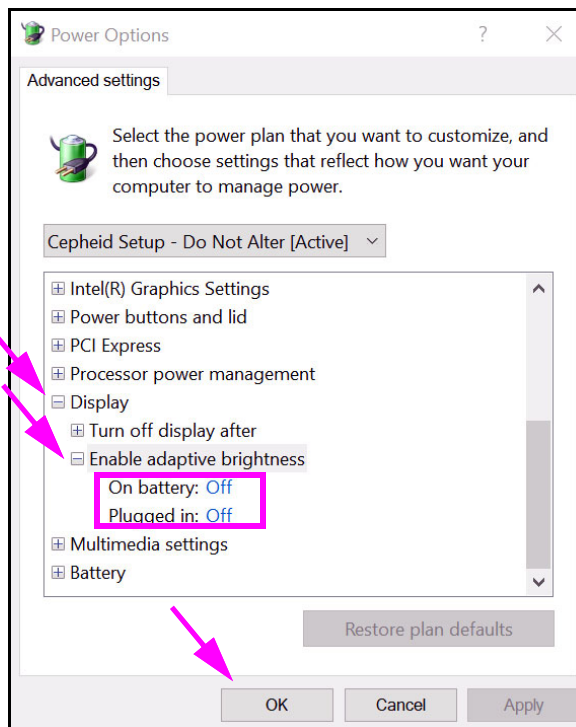 Power Options
Advanced settings
Select the power plan that you want to customize, and
then choose settings that reflect how you want your
computer to manage power.
Cepheid Setup - Do Not Alter [Active]
Intel(R) Graphics Settings
Power buttons and lid
PCI Express
Processor power management
Display
Turn off display after
Enable adaptive brightness
On battery: Off
Plugged in: Off
Multimedia settings
Battery
Restore plan defaults
OK Cancel Apply